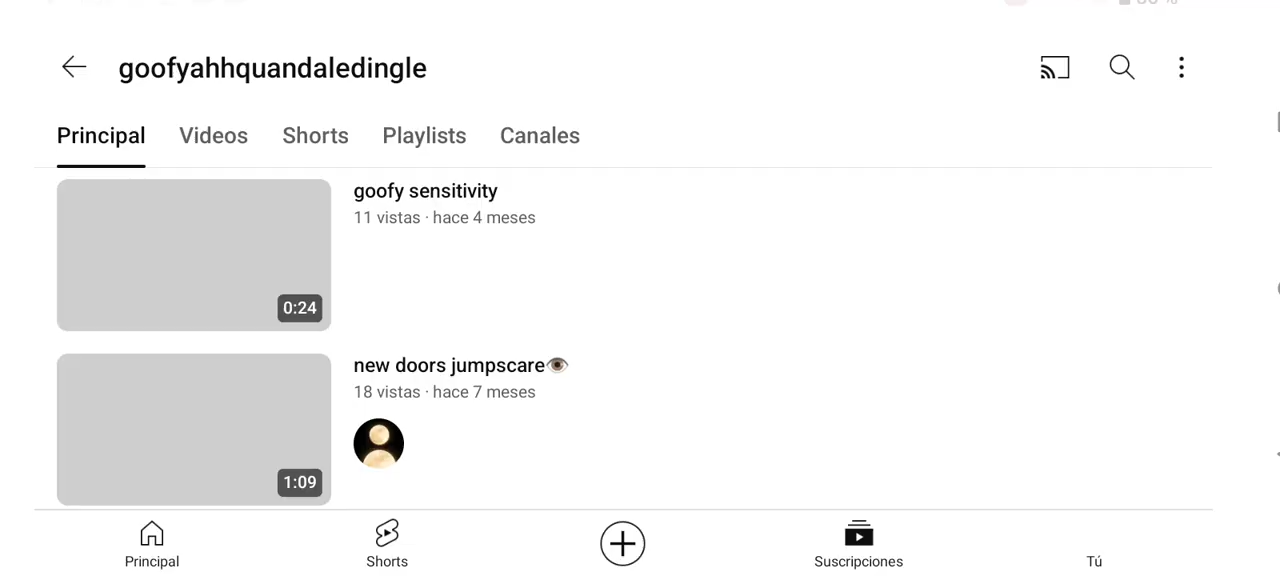 goofyahhquandaledingle
Principal Videos Shorts Playlists Canales
goofy sensitivity
11 vistas · hace 4 meses
0:24
new doors jumpscare👁️
18 vistas · hace 7 meses
1:09
Principal Shorts Suscripciones Tú